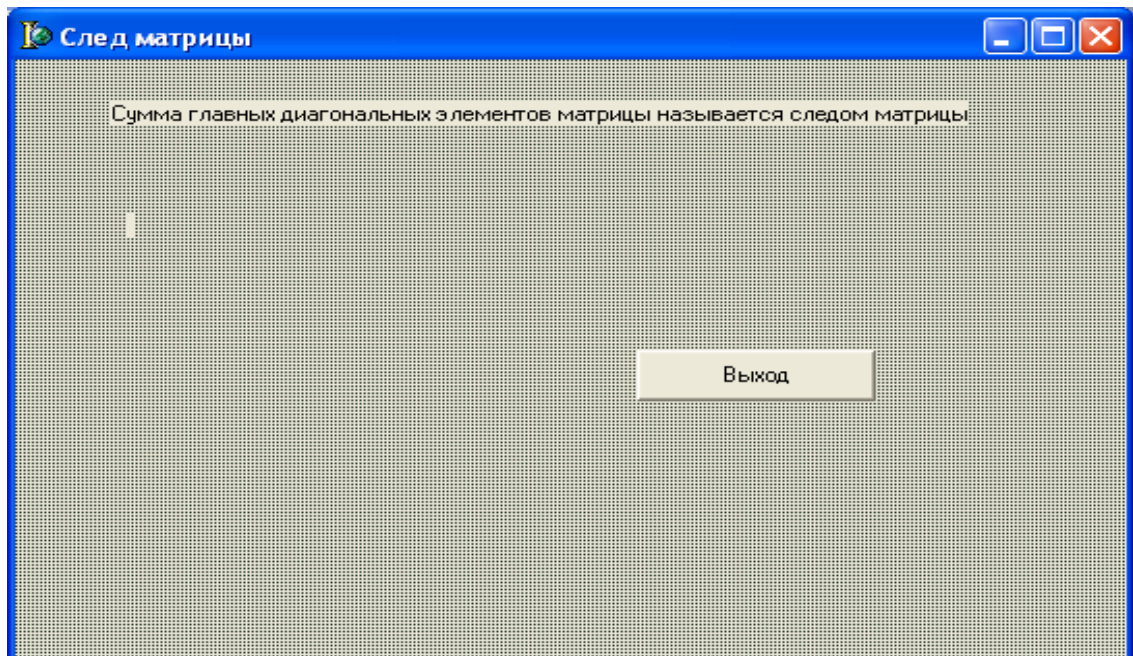 След матрицы
Сумма главных диагональных элементов матрицы называется следом матрицы
Выход